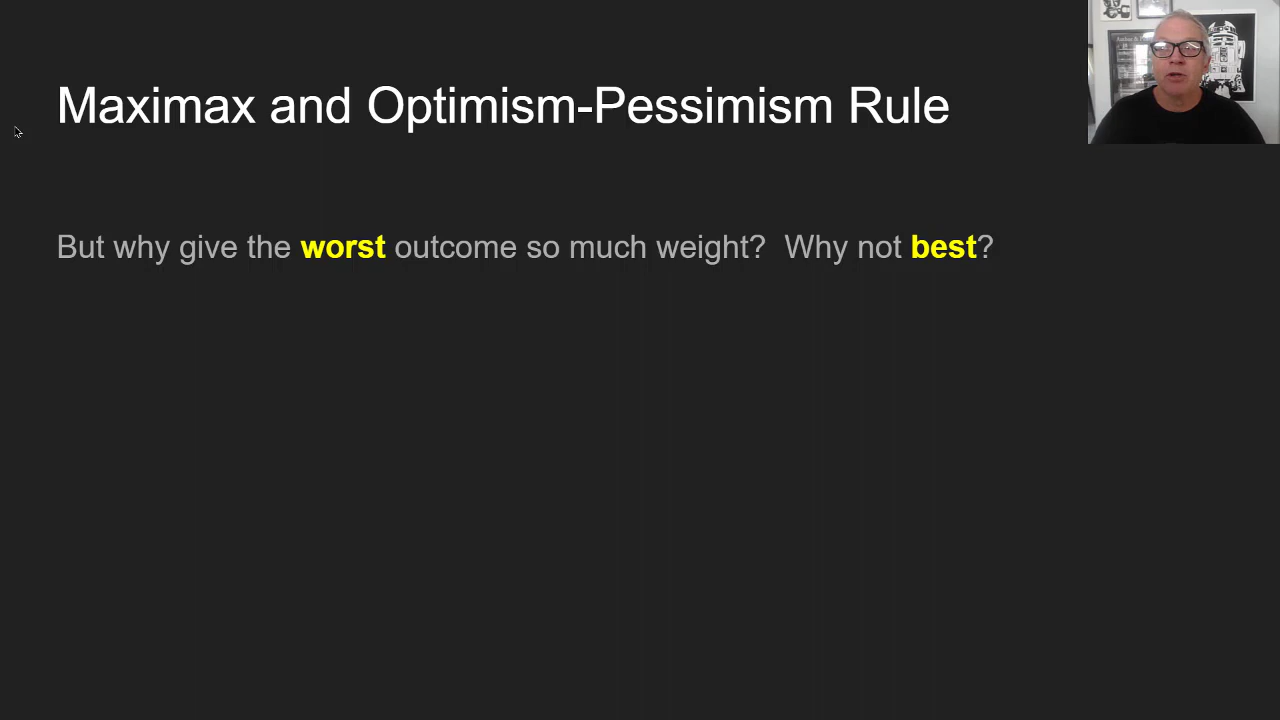 Maximax and Optimism-Pessimism Rule
But why give the worst outcome so much weight?  Why not best?